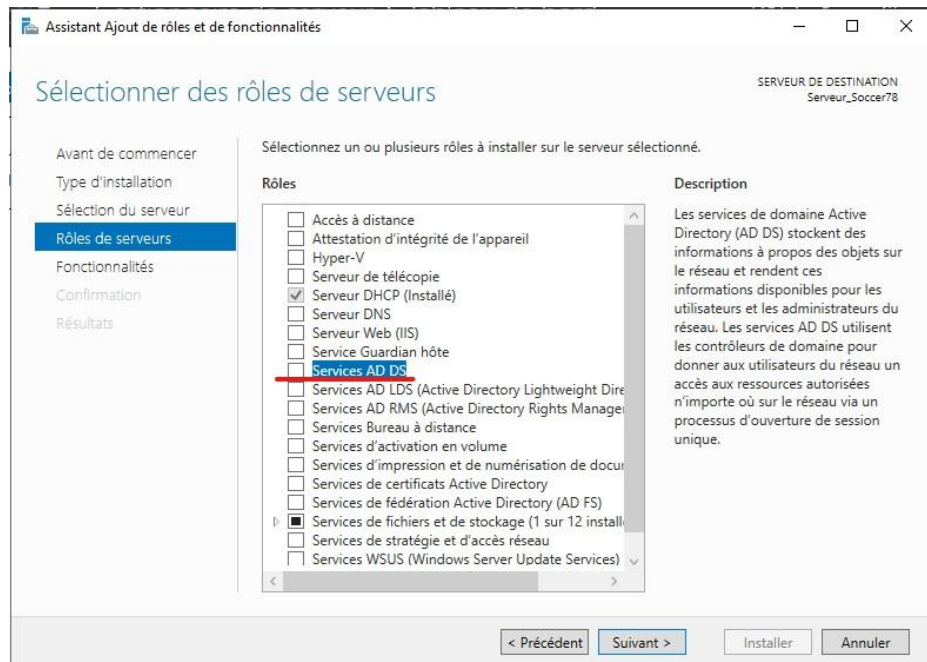 Assistant Ajout de rôles et de fonctionnalités
Sélectionner des rôles de serveurs
SERVEUR DE DESTINATION
Serveur_Soccer78
Avant de commencer
Type d'installation
Sélection du serveur
Rôles de serveurs
Fonctionnalités
Confirmation
Résultats
Sélectionnez un ou plusieurs rôles à installer sur le serveur sélectionné.
Rôles
Accès à distance
Attestation d'intégrité de l'appareil
Hyper-V
Serveur de télécopie
Serveur DHCP (Installé)
Serveur DNS
Serveur Web (IIS)
Service Guardian hôte
Services AD DS
Services AD LDS (Active Directory Lightweight Dire
Services AD RMS (Active Directory Rights Manager
Services Bureau à distance
Services d'activation en volume
Services d'impression et de numérisation de docur
Services de certificats Active Directory
Services de fédération Active Directory (AD FS)
Services de fichiers et de stockage (1 sur 12 install
Services de stratégie et d'accès réseau
Services WSUS (Windows Server Update Services)
Description
Les services de domaine Active
Directory (AD DS) stockent des
informations à propos des objets sur
le réseau et rendent ces
informations disponibles pour les
utilisateurs et les administrateurs du
réseau. Les services AD DS utilisent
les contrôleurs de domaine pour
donner aux utilisateurs du réseau un
accès aux ressources autorisées
n'importe où sur le réseau via un
processus d'ouverture de session
unique.
< Précédent
Suivant >
Installer
Annuler